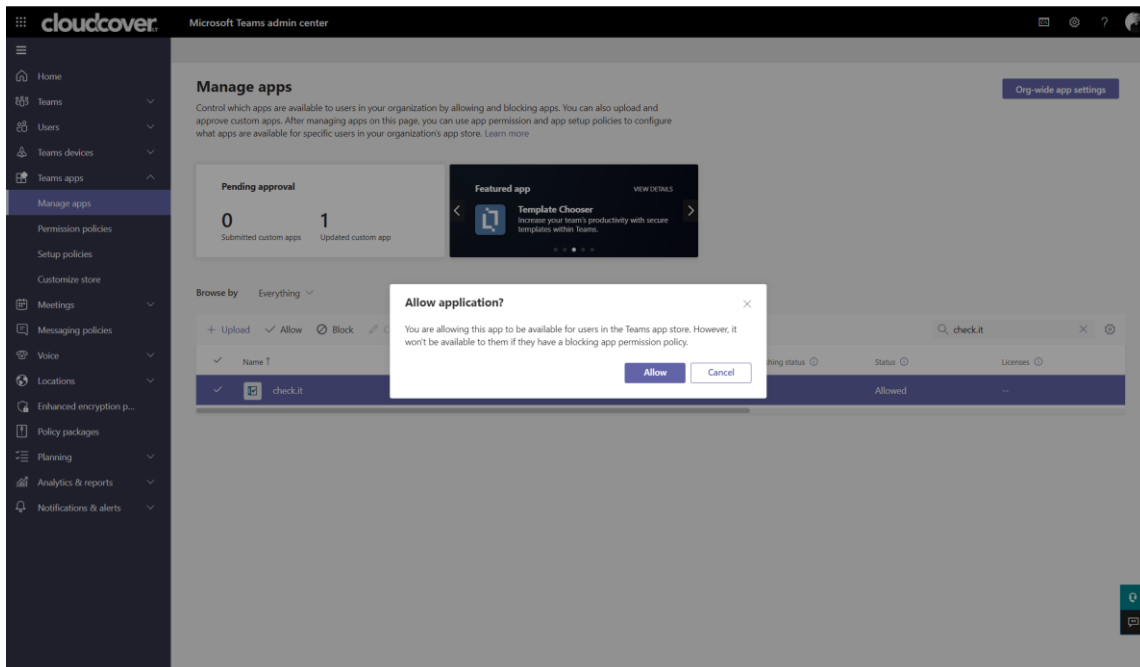 cloudcover.LT
Microsoft Teams admin center
Home
Teams
Users
Teams devices
Teams apps
Manage apps
Permission policies
Setup policies
Customize store
Meetings
Messaging policies
Voice
Locations
Enhanced encryption p...
Policy packages
Planning
Analytics & reports
Notifications & alerts
Manage apps
Org-wide app settings
Control which apps are available to users in your organization by allowing and blocking apps. You can also upload and
approve custom apps. After managing apps on this page, you can use app permission and app setup policies to configure
what apps are available for specific users in your organization's app store. Learn more
Pending approval
0
Submitted custom apps
1
Updated custom app
Featured app
VIEW DETAILS
Template Chooser
Increase your team's productivity with secure
templates within Teams.
Browse by Everything
Upload Allow Block
check.it
Name ↑
Status
Licenses
check.it
Allowed
--
Allow application?
You are allowing this app to be available for users in the Teams app store. However, it
won't be available to them if they have a blocking app permission policy.
Allow
Cancel